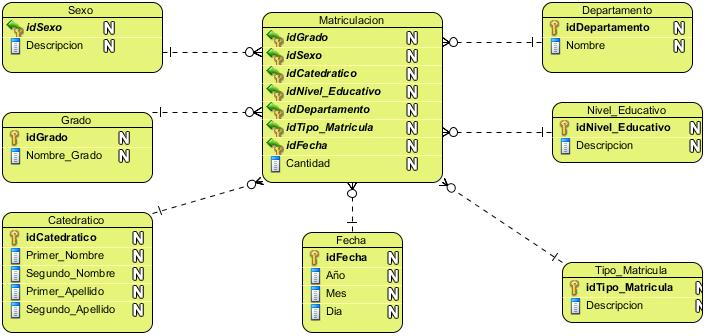 Sexo
idSexo N
Descripcion N
Matriculacion
idGrado N
idSexo N
idCatedratico N
idNivel_Educativo N
idDepartamento N
idTipo_Matricula N
idFecha N
Cantidad N
Departamento
idDepartamento N
Nombre N
Grado
idGrado N
Nombre_Grado N
Nivel_Educativo
idNivel_Educativo N
Descripcion N
Catedratico
idCatedratico N
Primer_Nombre N
Segundo_Nombre N
Primer_Apellido N
Segundo_Apellido N
Fecha
idFecha N
Año N
Mes N
Dia N
Tipo_Matricula
idTipo_Matricula N
Descripcion N